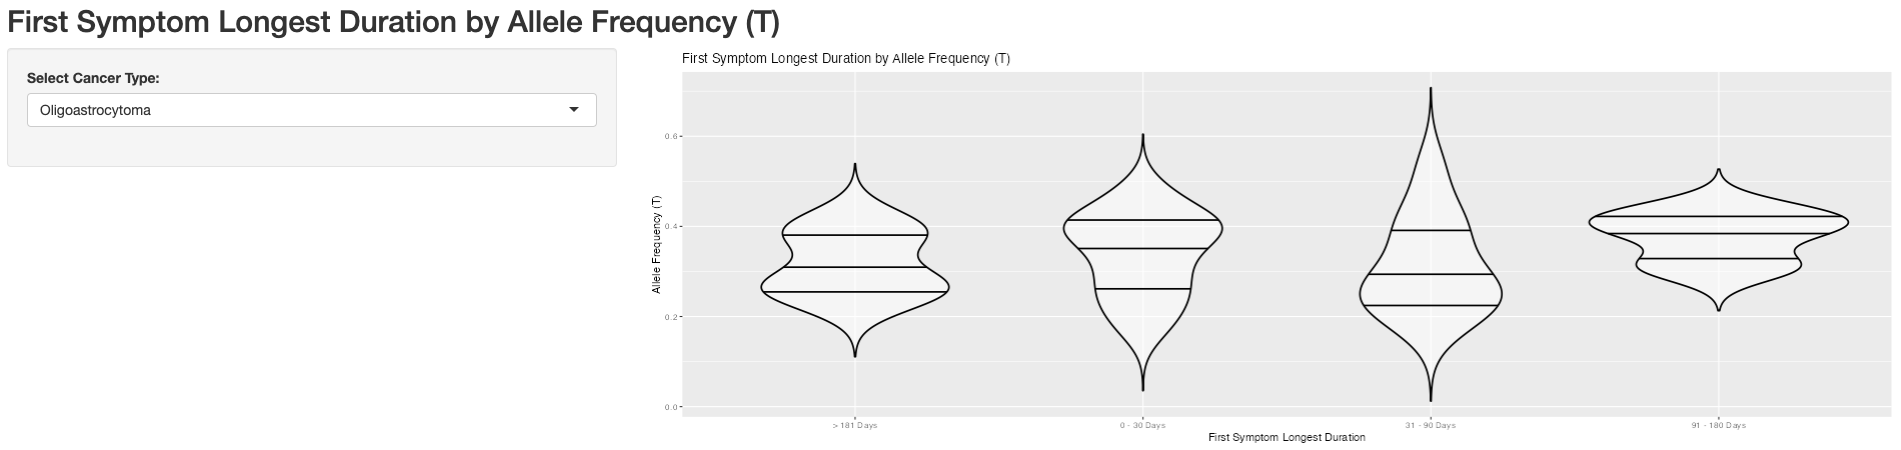 First Symptom Longest Duration by Allele Frequency (T)
Select Cancer Type:
Oligoastrocytoma
First Symptom Longest Duration by Allele Frequency (T)
Allele Frequency (T)
0.6
0.4
0.2
0.0
> 181 Days
0 - 30 Days
31 - 90 Days
91 - 180 Days
First Symptom Longest Duration